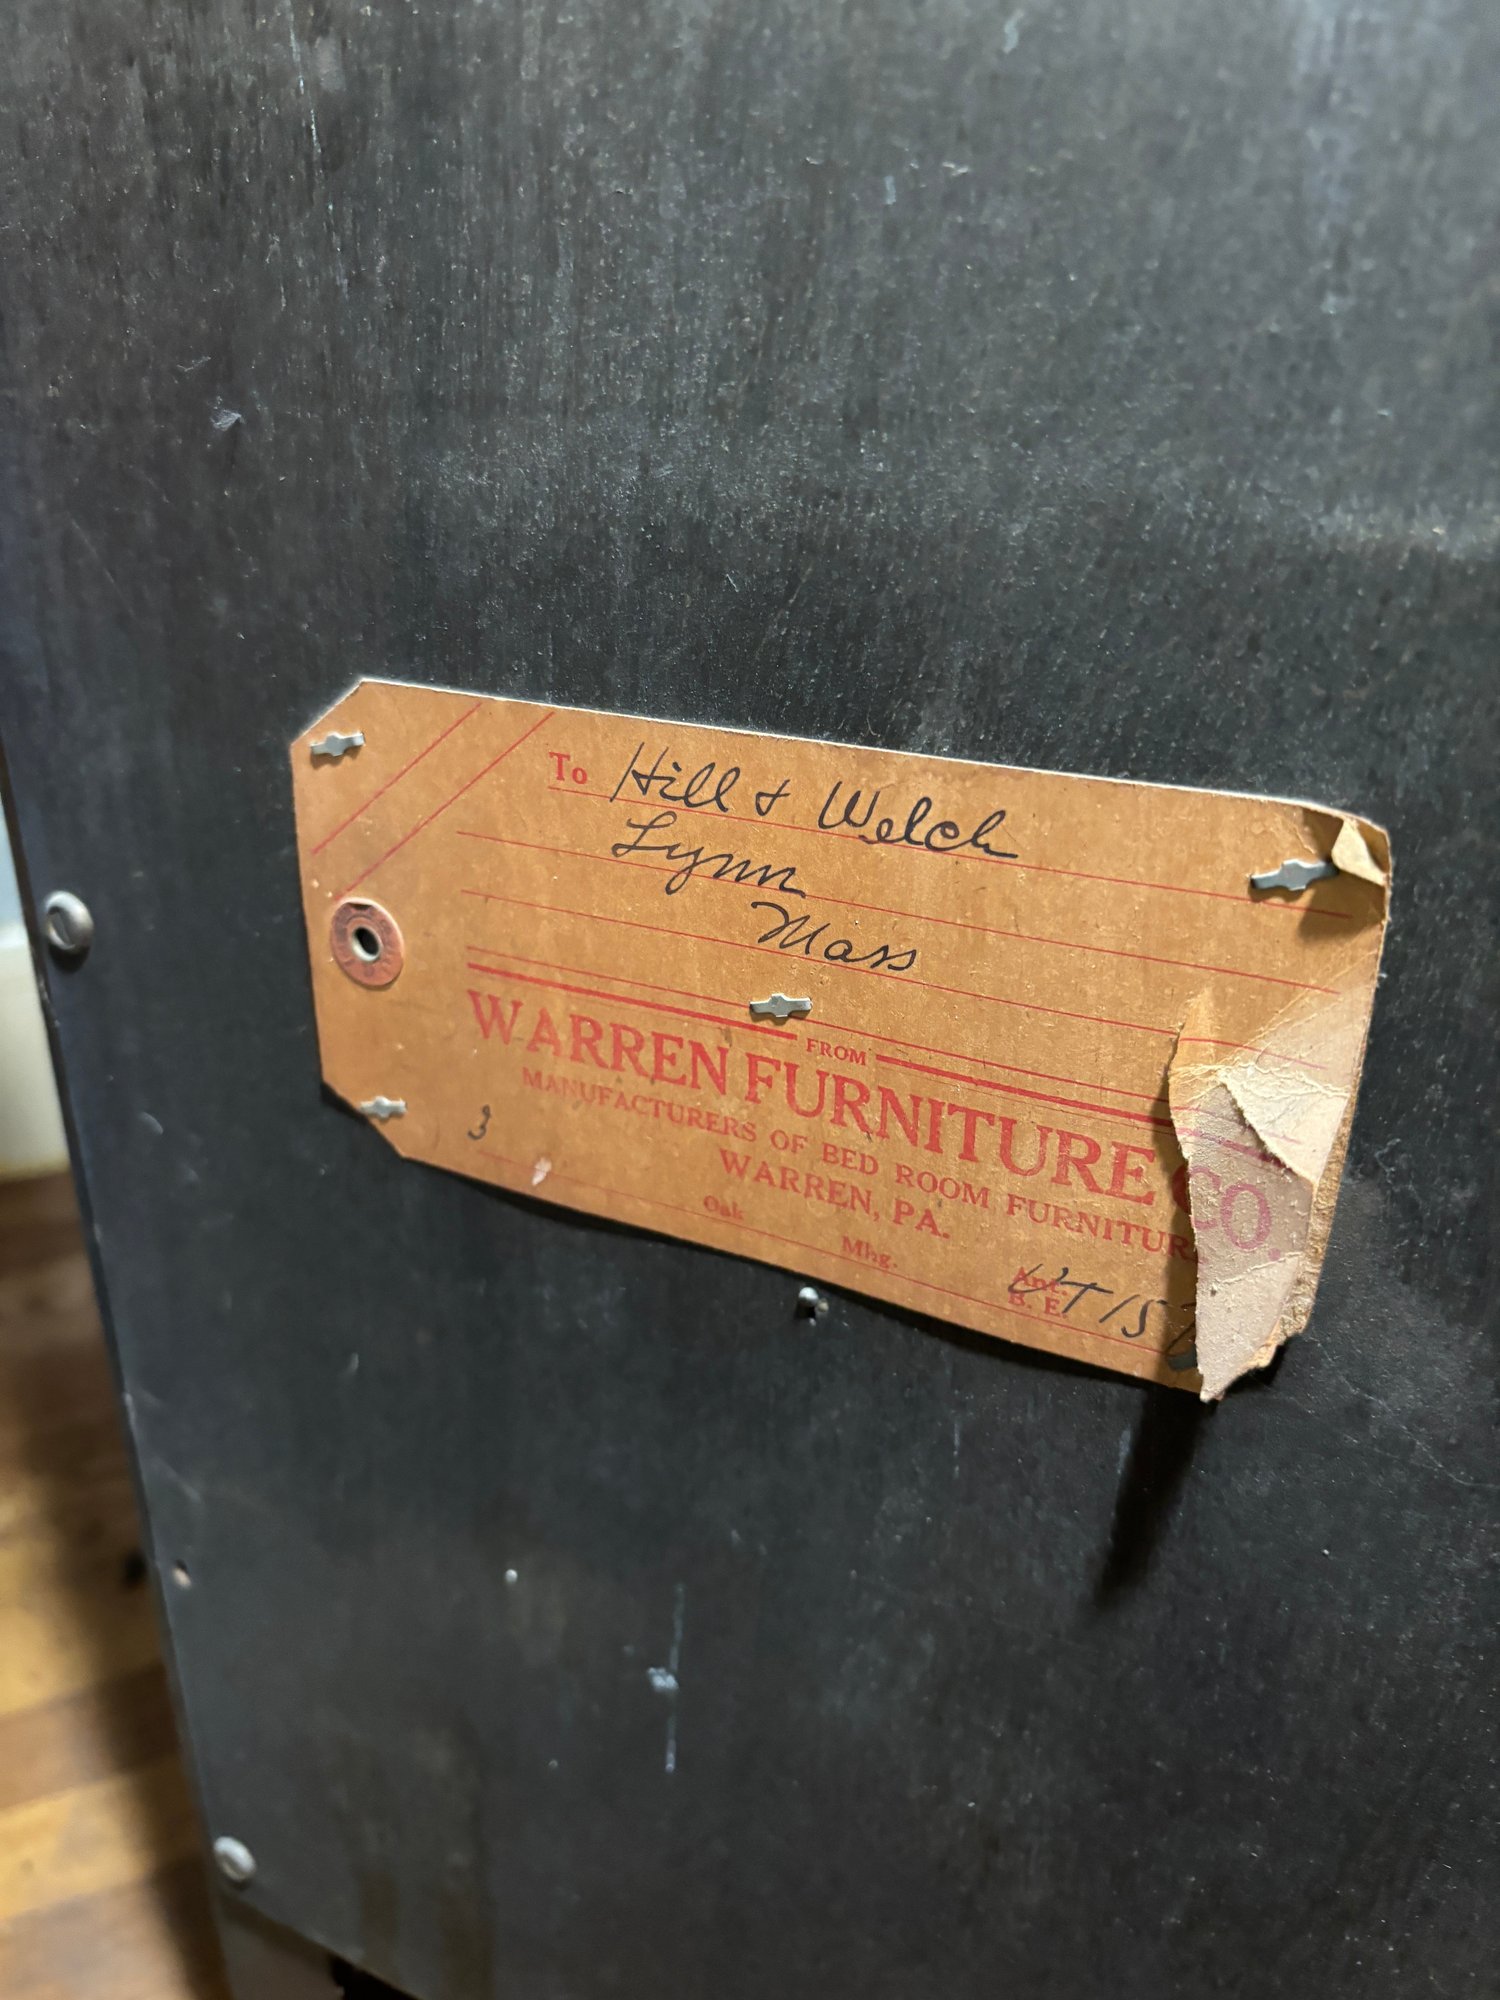 To Hill & Welch
Lynn
Mass
FROM
WARREN FURNITURE CO.
MANUFACTURERS OF BED ROOM FURNITURE
WARREN, PA.
3
Oak Mhg. Ant.
B. E.